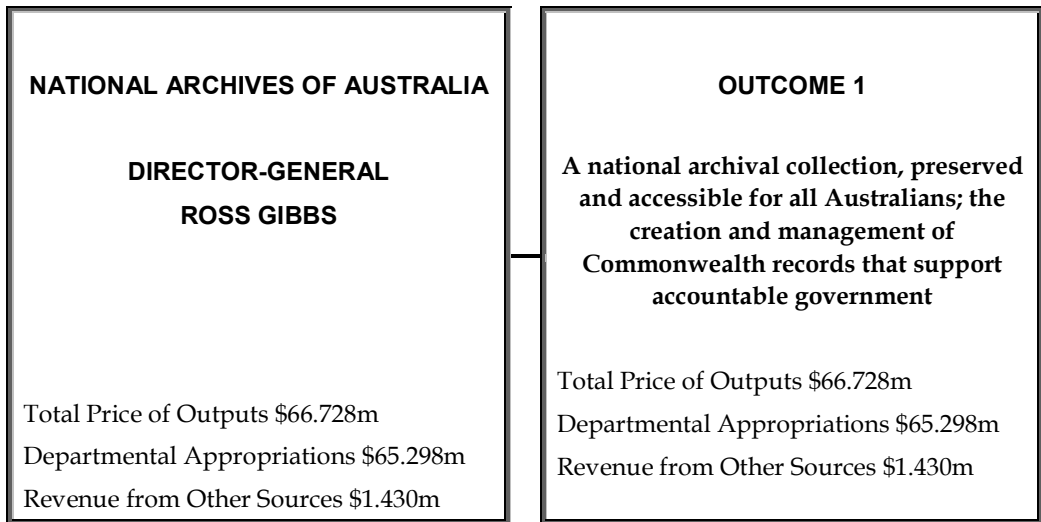 NATIONAL ARCHIVES OF AUSTRALIA
DIRECTOR-GENERAL
ROSS GIBBS
Total Price of Outputs $66.728m
Departmental Appropriations $65.298m
Revenue from Other Sources $1.430m
OUTCOME 1
A national archival collection, preserved
and accessible for all Australians; the
creation and management of
Commonwealth records that support
accountable government
Total Price of Outputs $66.728m
Departmental Appropriations $65.298m
Revenue from Other Sources $1.430m